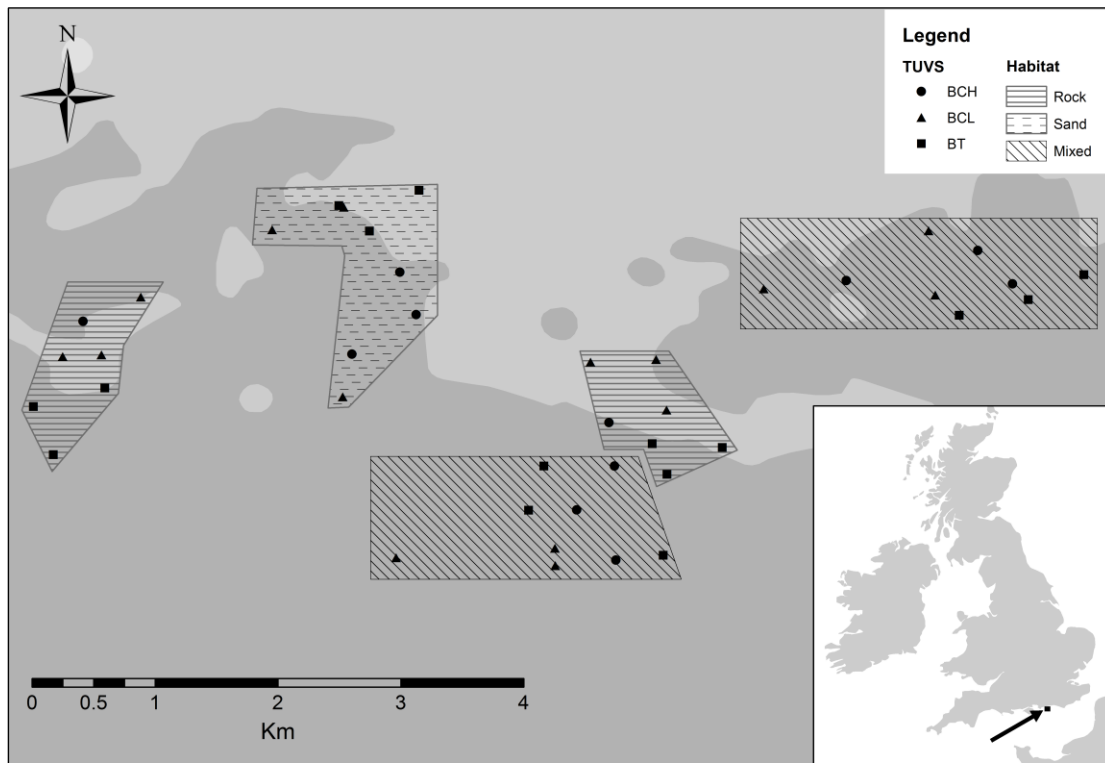 N
Legend
TUVS Habitat
BCH Rock
BCL Sand
BT Mixed
0 0.5 1 2 3 4
Km